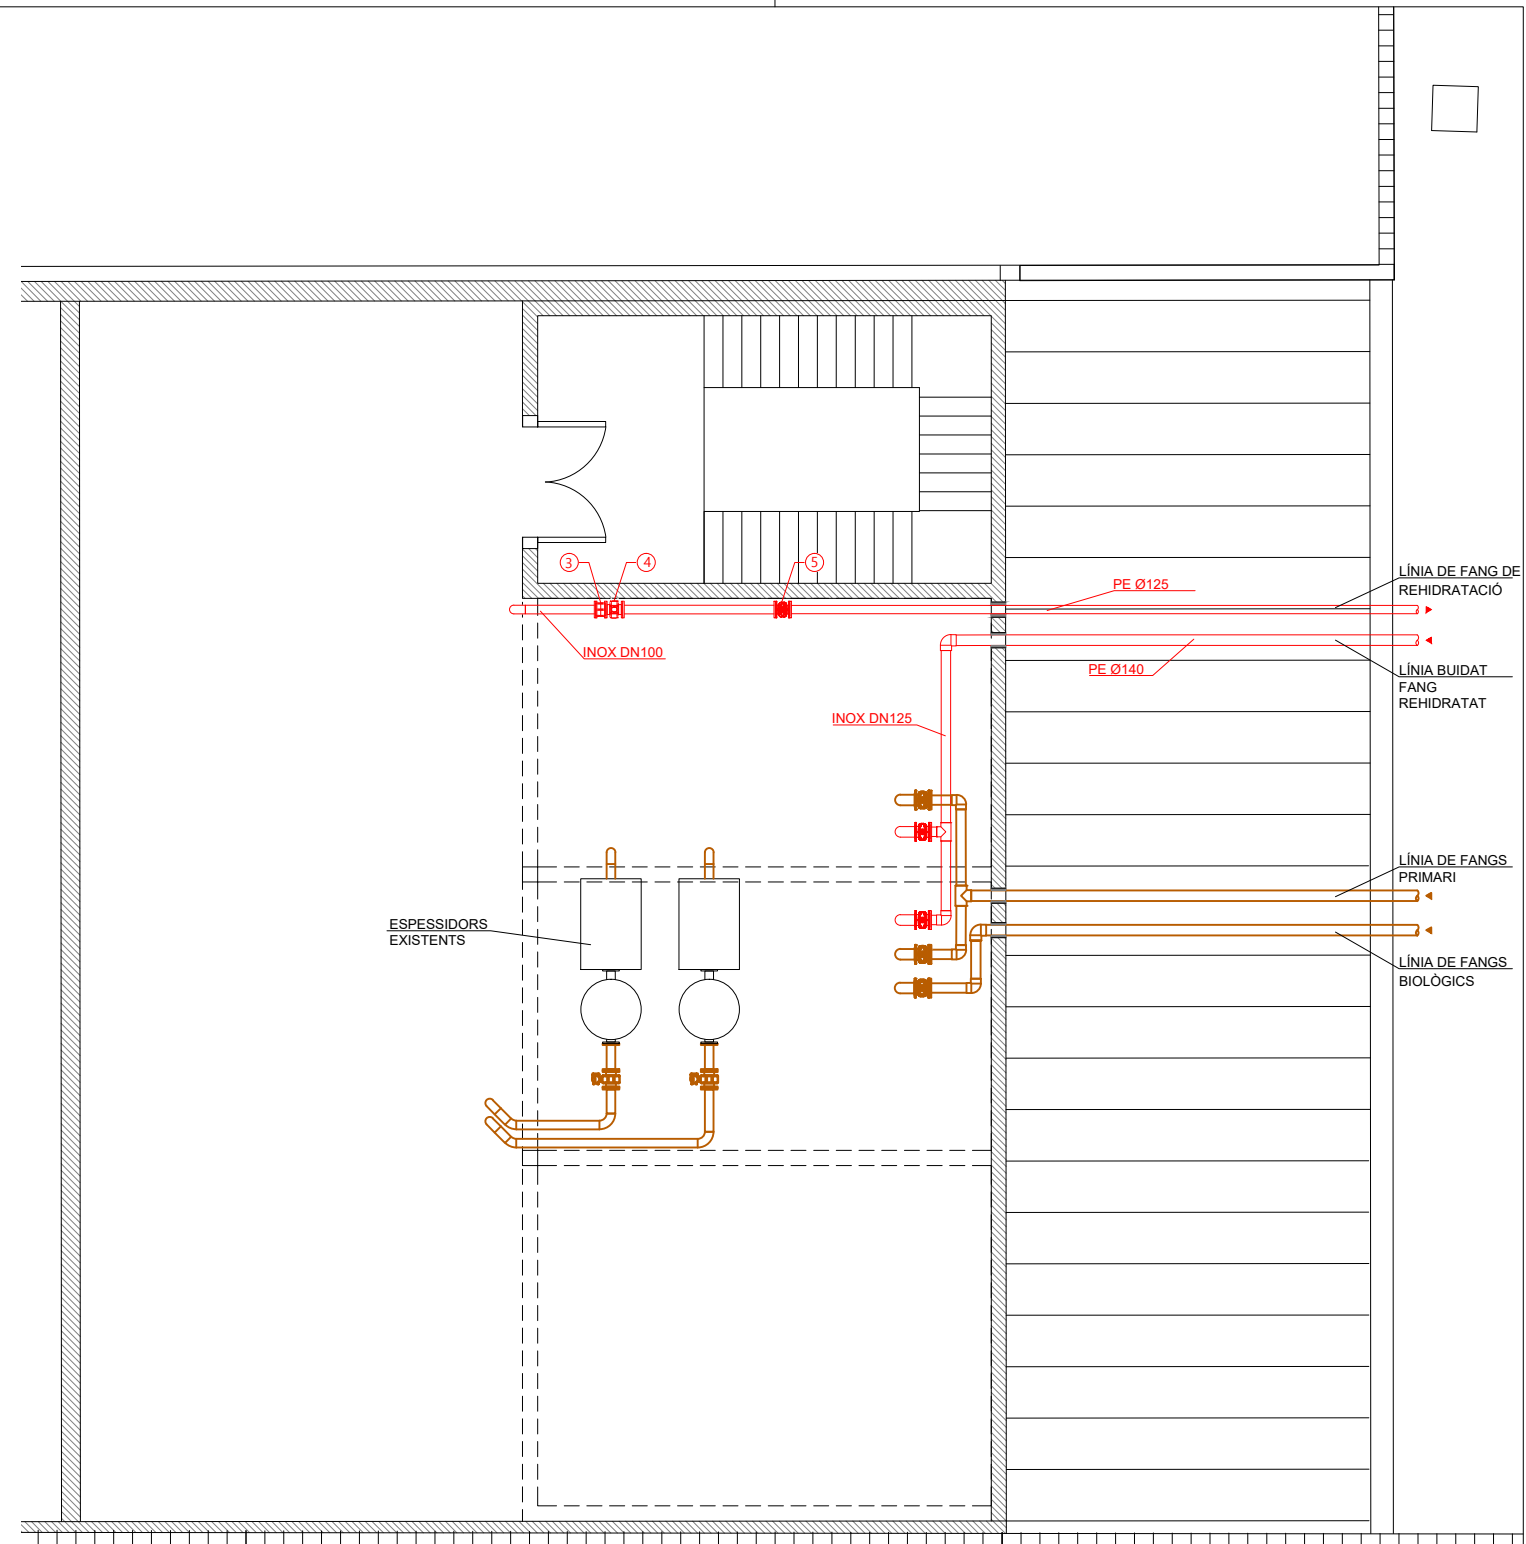 3
4
5
LÍNIA DE FANG DE
REHIDRATACIÓ
PE Ø125
INOX DN100
PE Ø140
LÍNIA BUIDAT
FANG
REHIDRATAT
INOX DN125
LÍNIA DE FANGS
PRIMARI
ESPESSIDORS
EXISTENTS
LÍNIA DE FANGS
BIOLÒGICS